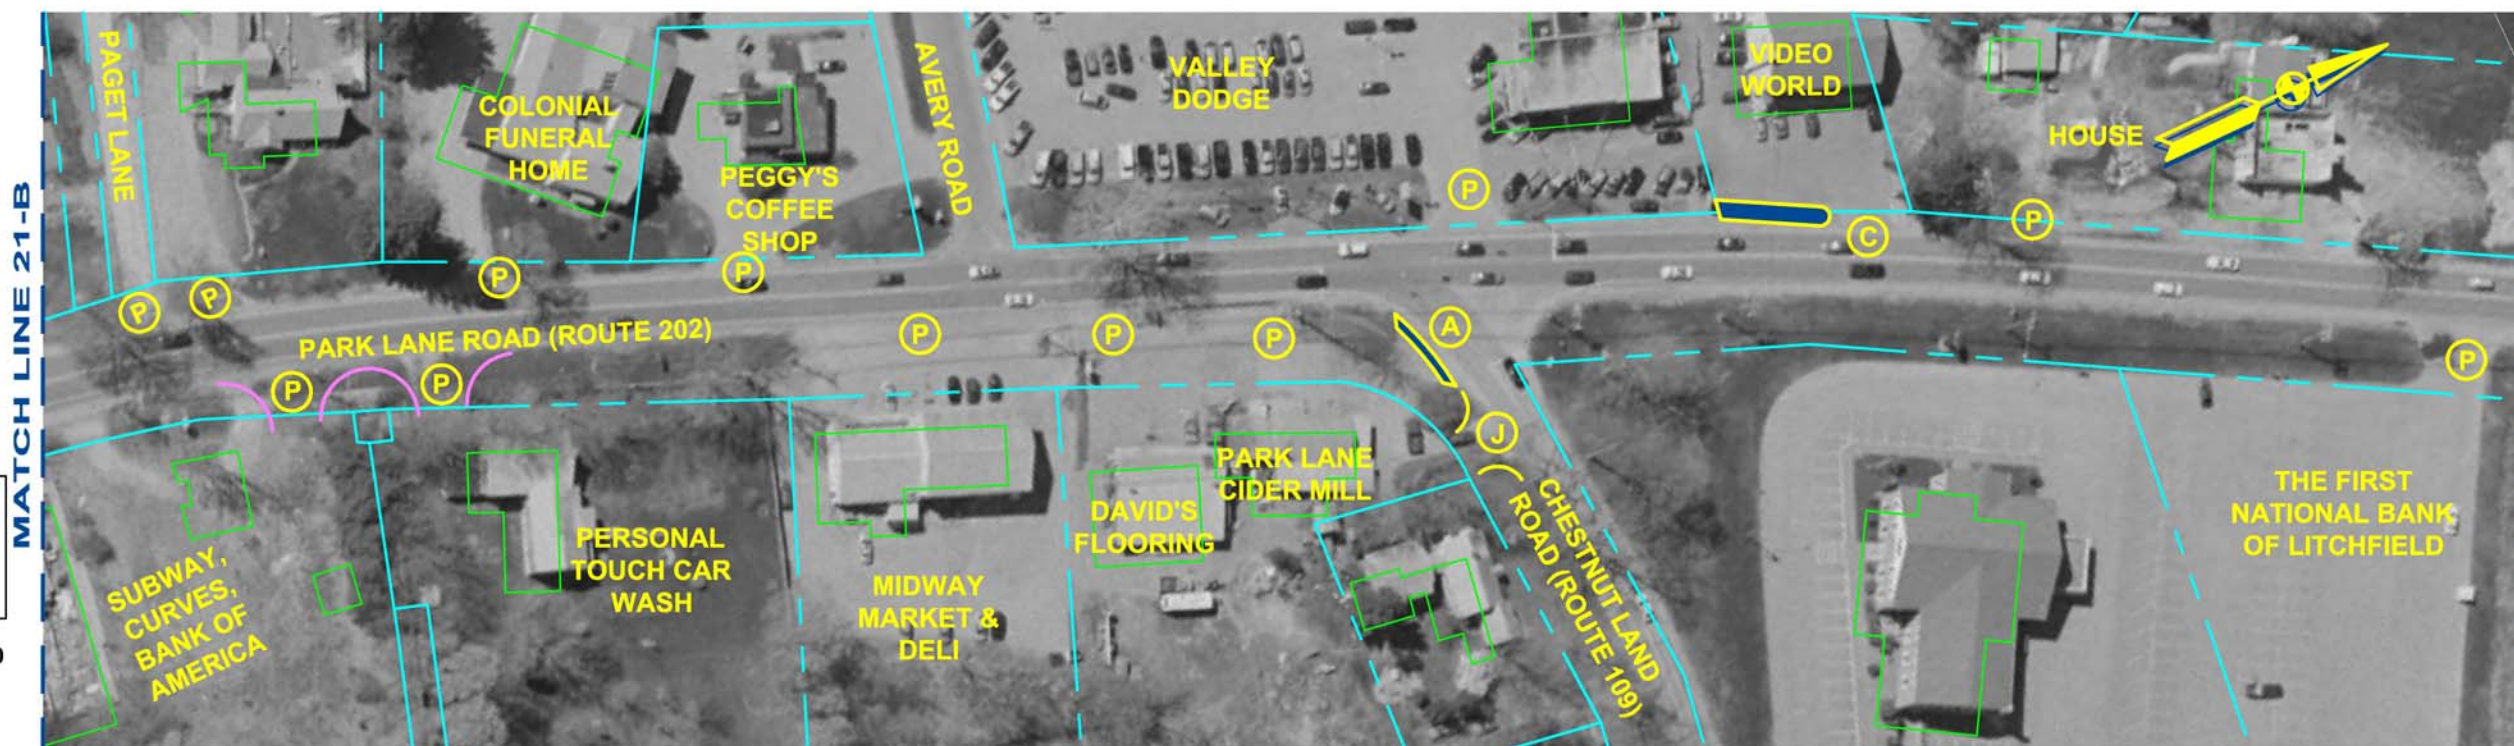 MATCH LINE 21-B
PAGET LANE
COLONIAL
FUNERAL
HOME
PEGGY'S
COFFEE
SHOP
AVERY ROAD
VALLEY
DODGE
VIDEO
WORLD
HOUSE
P
P
P
P
P
P
C
PARK LANE ROAD (ROUTE 202)
P
P
P
P
P
A
P
J
SUBWAY,
CURVES,
BANK OF
AMERICA
PERSONAL
TOUCH CAR
WASH
MIDWAY
MARKET &
DELI
DAVID'S
FLOORING
PARK LANE
CIDER MILL
CHESTNUT LAND
ROAD (ROUTE 109)
THE FIRST
NATIONAL BANK
OF LITCHFIELD